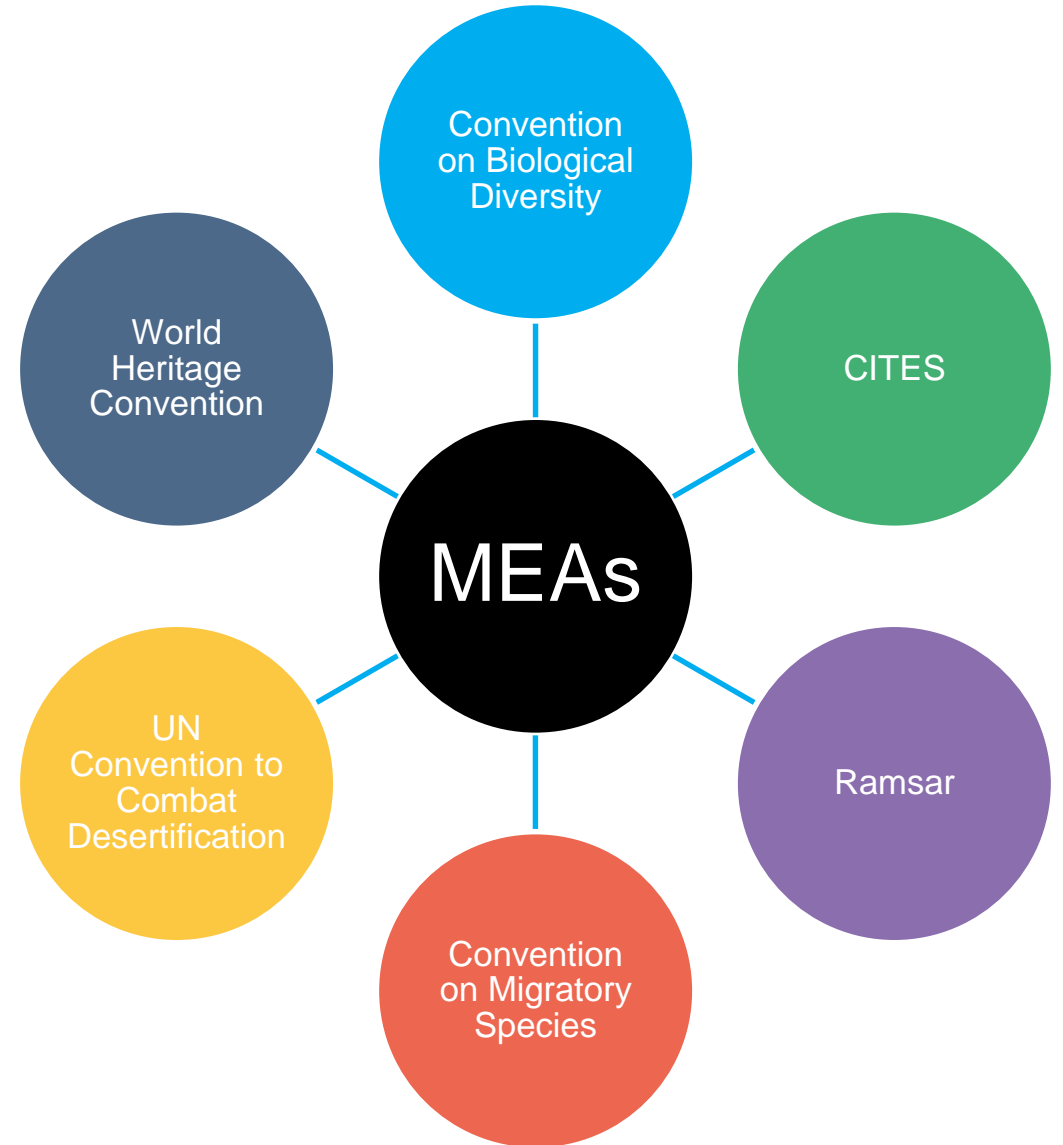 Convention
on Biological
Diversity
World
Heritage
Convention
CITES
MEAs
UN
Convention to
Combat
Desertification
Ramsar
Convention
on Migratory
Species